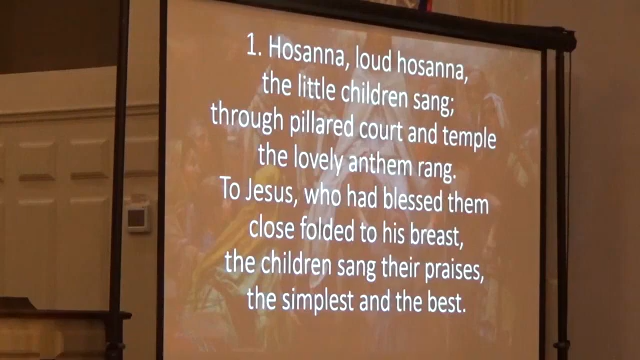 1. Hosanna, loud hosanna,
the little children sang;
through pillared court and temple
the lovely anthem rang.
To Jesus, who had blessed them
close folded to his breast,
the children sang their praises,
the simplest and the best.